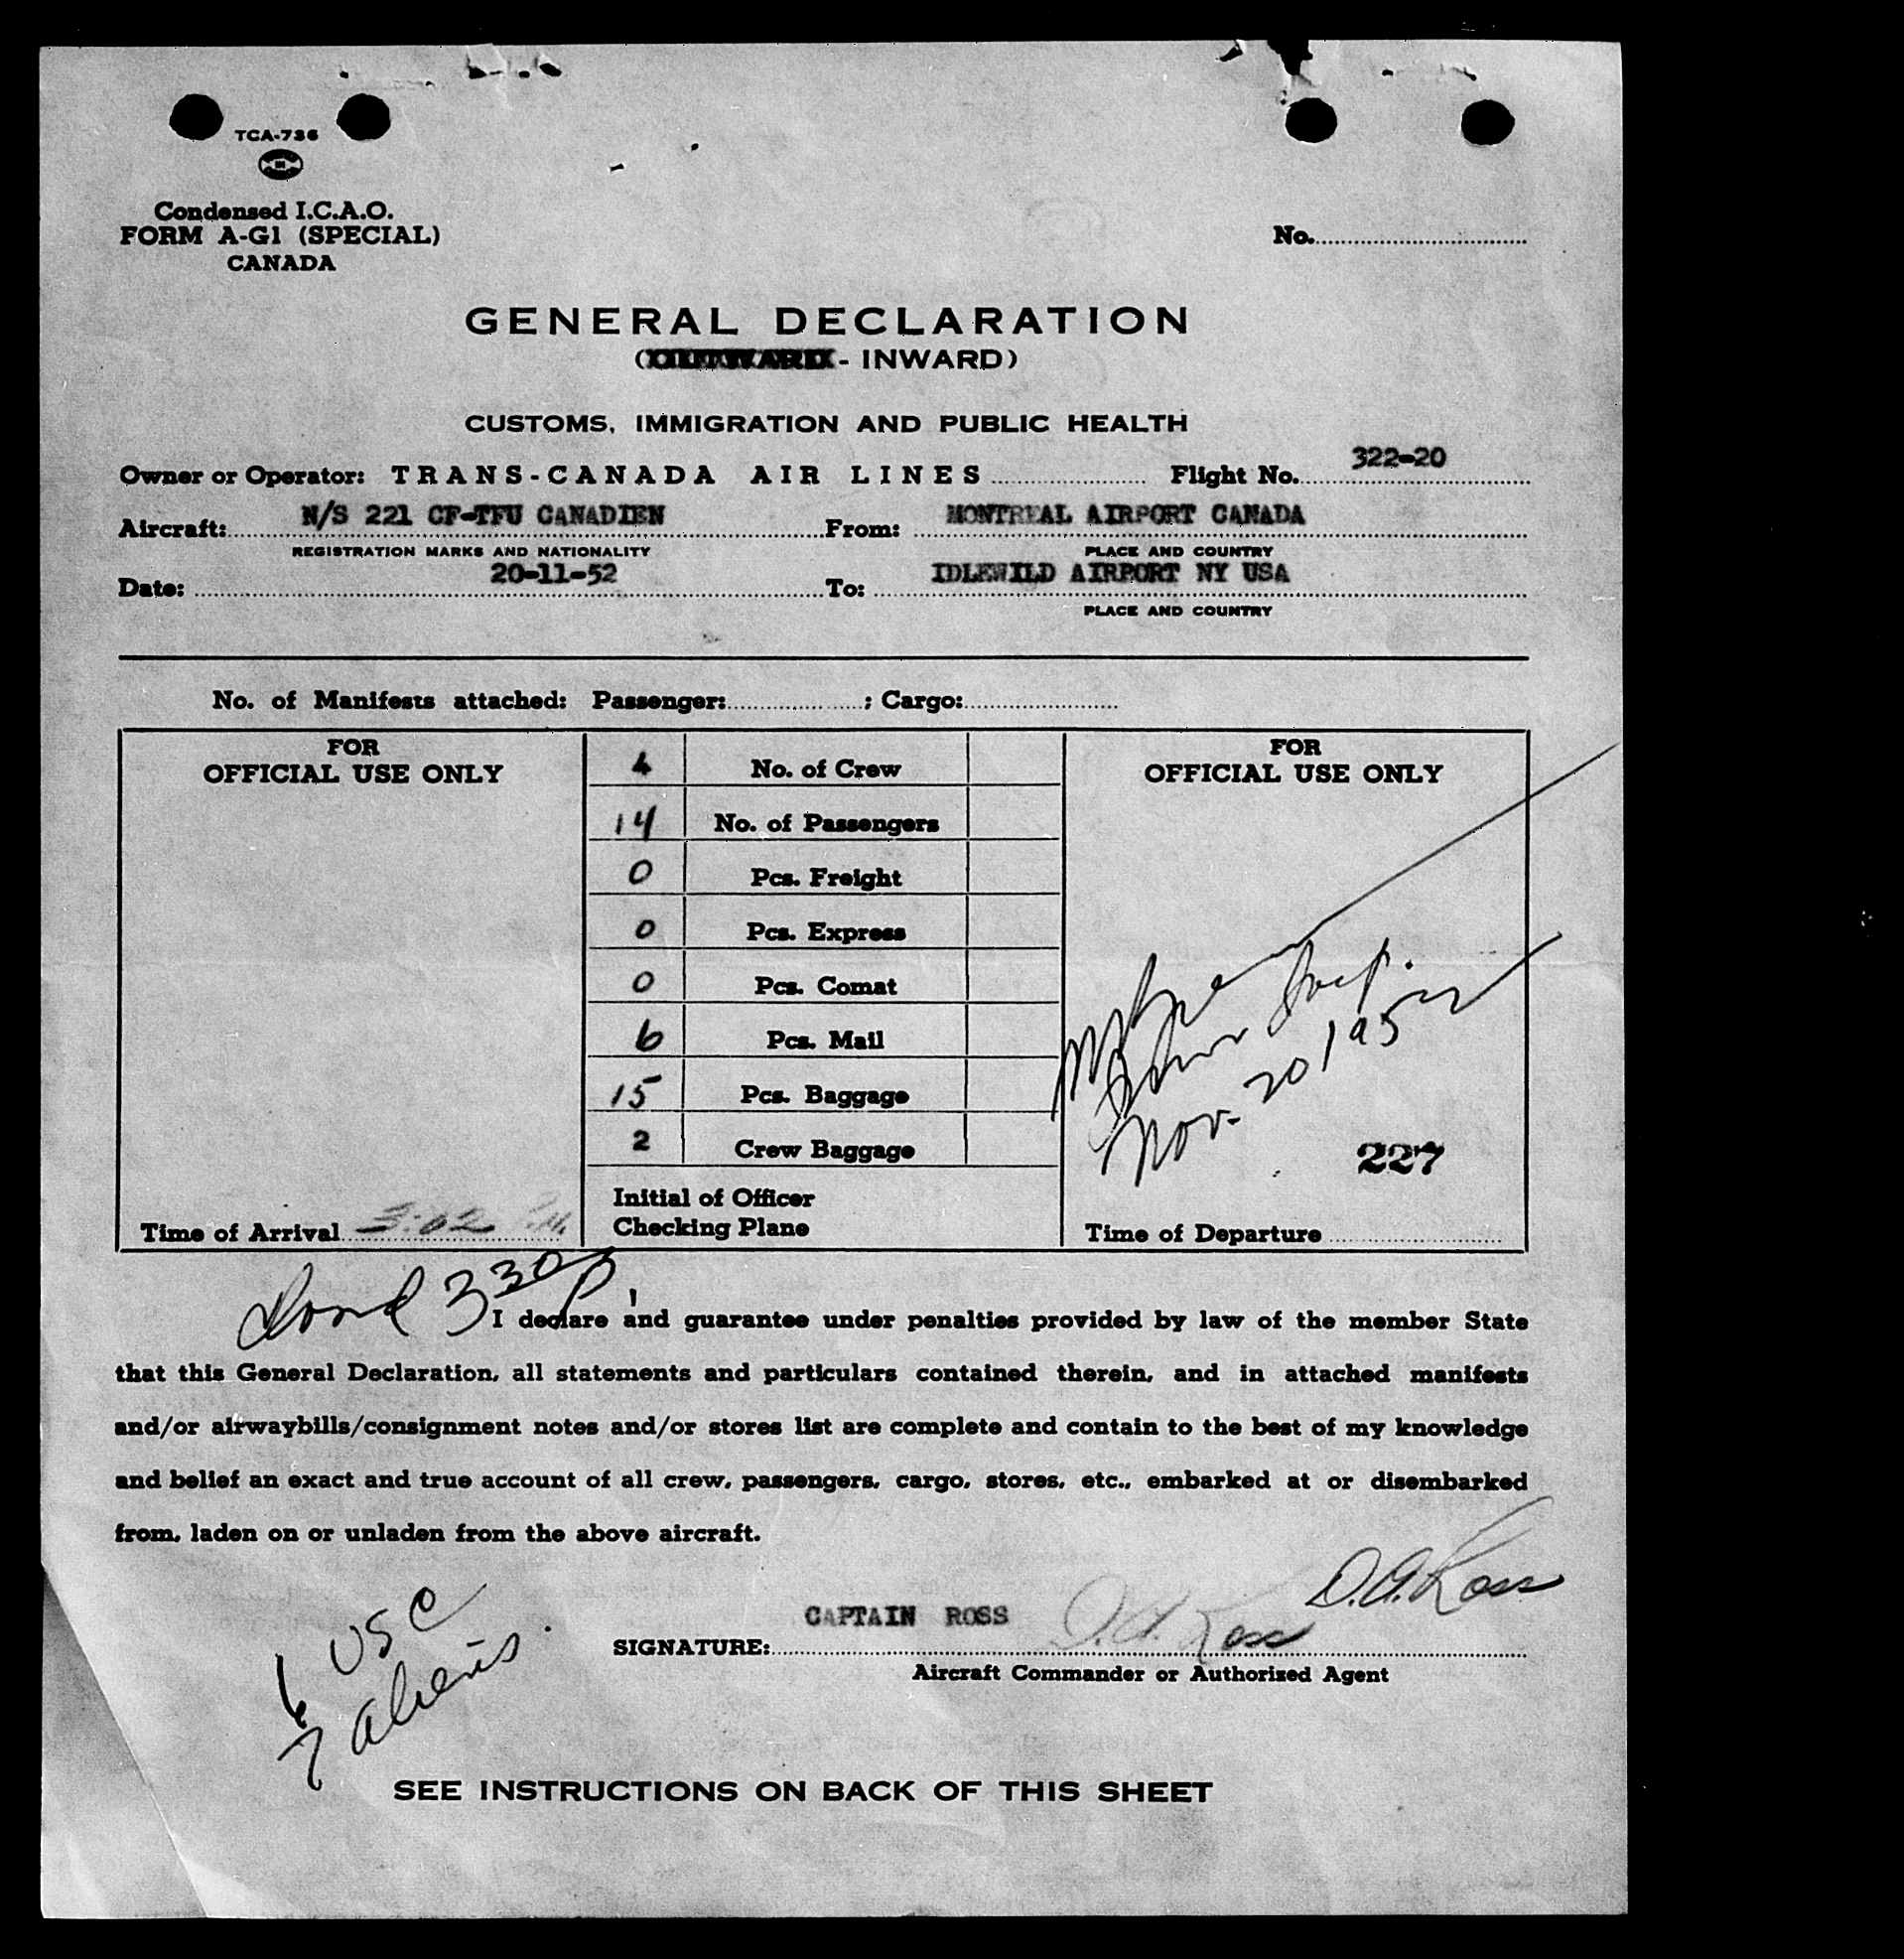 TCA-736
Condensed I.C.A.O.
FORM A-G1 (SPECIAL)
CANADA
No.
GENERAL DECLARATION
(OUTWARD - INWARD)
CUSTOMS, IMMIGRATION AND PUBLIC HEALTH
Owner or Operator: TRANS-CANADA AIR LINES Flight No. 322-20
Aircraft: N/S 221 CF-TFU CANADIEN From: MONTREAL AIRPORT CANADA
REGISTRATION MARKS AND NATIONALITY PLACE AND COUNTRY
Date: 20-11-52 To: IDLEWILD AIRPORT NY USA
PLACE AND COUNTRY
No. of Manifests attached: Passenger: ; Cargo:
FOR
OFFICIAL USE ONLY
4 No. of Crew
14 No. of Passengers
0 Pcs. Freight
0 Pcs. Express
0 Pcs. Comat
6 Pcs. Mail
15 Pcs. Baggage
2 Crew Baggage
Initial of Officer
Checking Plane
Time of Arrival 3:02 P.M.
FOR
OFFICIAL USE ONLY
Insp.
Nov. 20 1952
227
Time of Departure
330p
I declare and guarantee under penalties provided by law of the member State
that this General Declaration, all statements and particulars contained therein, and in attached manifests
and/or airwaybills/consignment notes and/or stores list are complete and contain to the best of my knowledge
and belief an exact and true account of all crew, passengers, cargo, stores, etc., embarked at or disembarked
from, laden on or unladen from the above aircraft.
D.A. Ross
CAPTAIN ROSS
SIGNATURE: D.A. Ross
Aircraft Commander or Authorized Agent
6 USC
7 aliens.
SEE INSTRUCTIONS ON BACK OF THIS SHEET